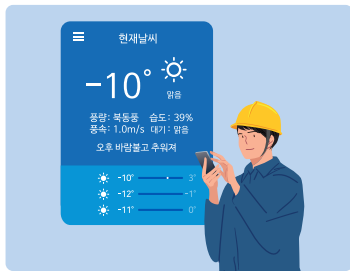 현재날씨
-10°
맑음
풍량: 북동풍 습도: 39%
풍속: 1.0m/s 대기: 맑음
오후 바람불고 추워져
-10° 3°
-12° -1°
-11° 0°